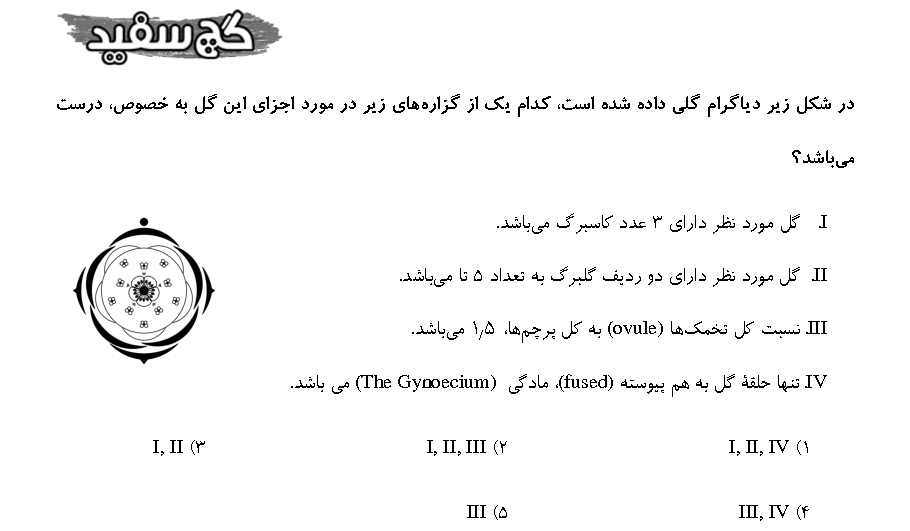 گچ سفید
در شکل زیر دیاگرام گلی داده شده است، کدام یک از گزاره‌های زیر در مورد اجزای این گل به خصوص، درست
می‌باشد؟
I. گل مورد نظر دارای ۳ عدد کاسبرگ می‌باشد.
II. گل مورد نظر دارای دو ردیف گلبرگ به تعداد ۵ تا می‌باشد.
III. نسبت کل تخمک‌ها (ovule) به کل پرچم‌ها، ۱٫۵ می‌باشد.
IV. تنها حلقهٔ گل به هم پیوسته (fused)، مادگی (The Gynoecium) می باشد.
۱) I, II, IV ۲) I, II, III ۳) I, II
۴) III, IV ۵) III